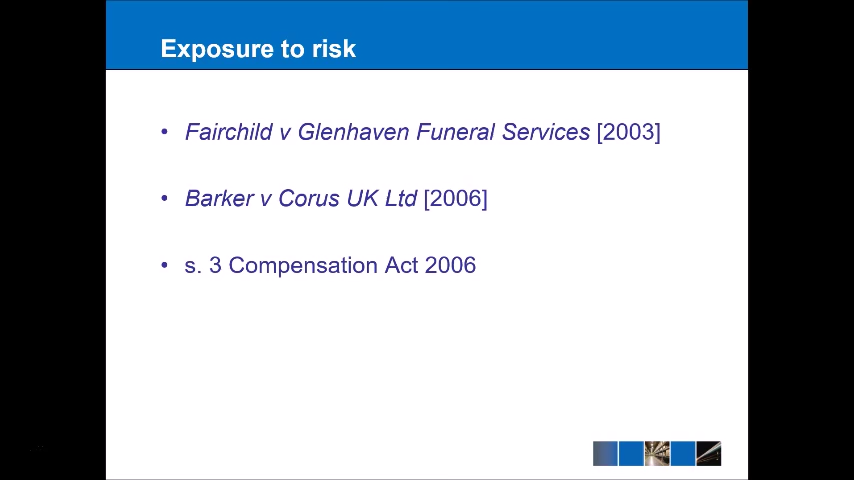 Exposure to risk
• Fairchild v Glenhaven Funeral Services [2003]
• Barker v Corus UK Ltd [2006]
• s. 3 Compensation Act 2006